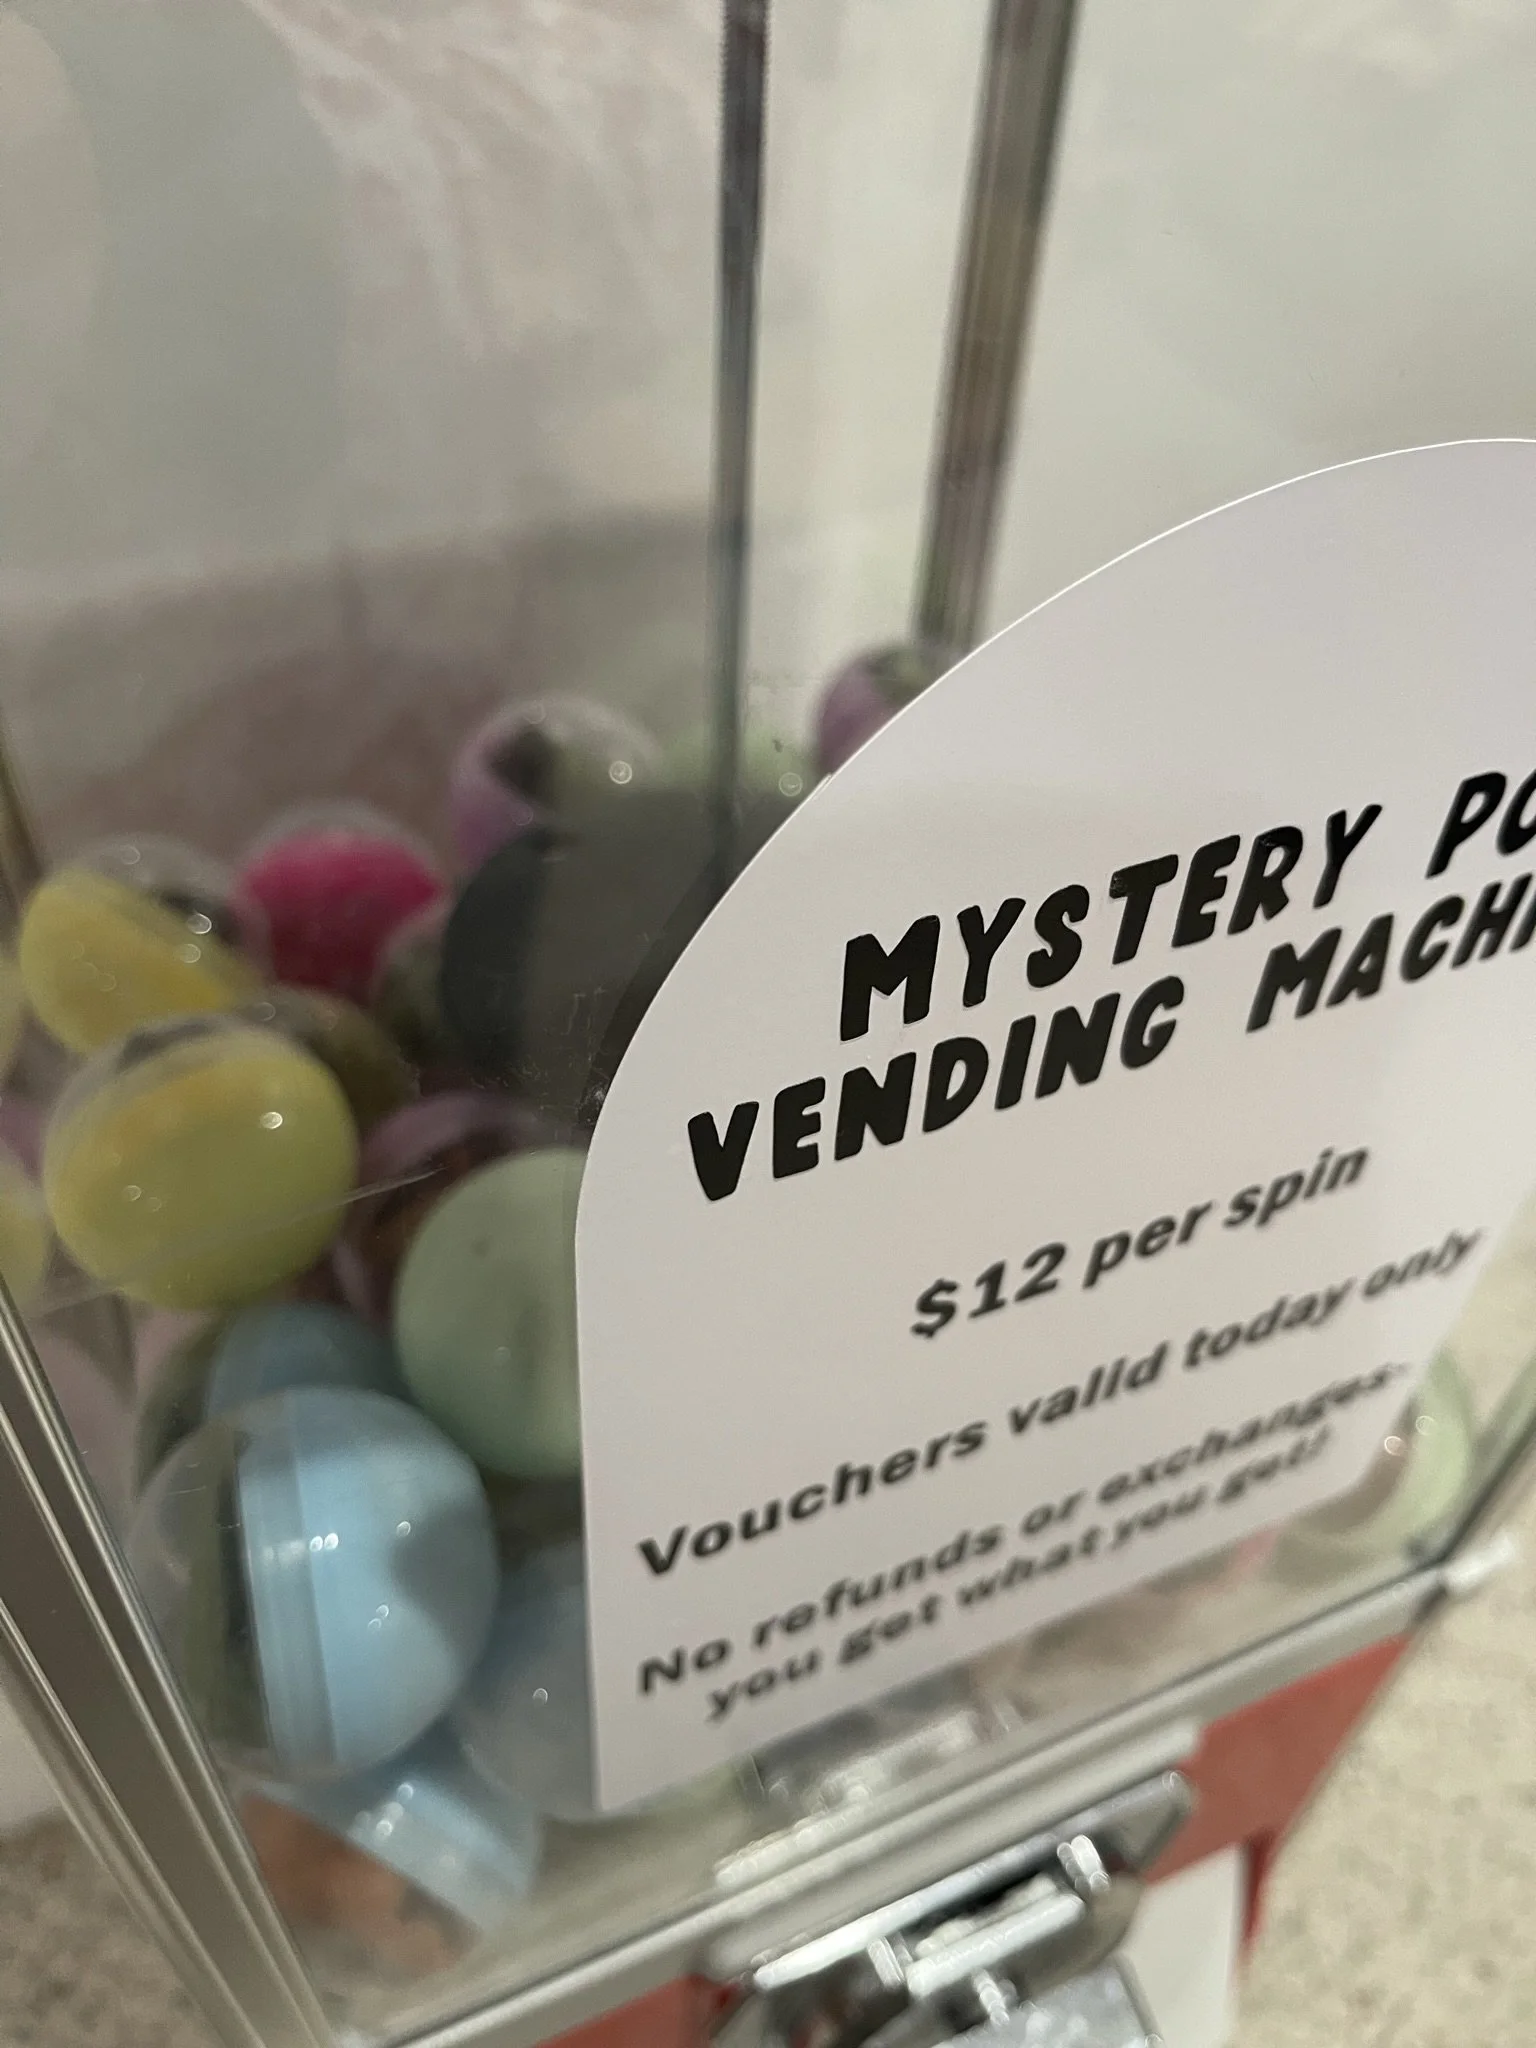 MYSTERY PO
VENDING MACHI
$12 per spin
Vouchers valid today only
No refunds or exchanges-
you get what you get!